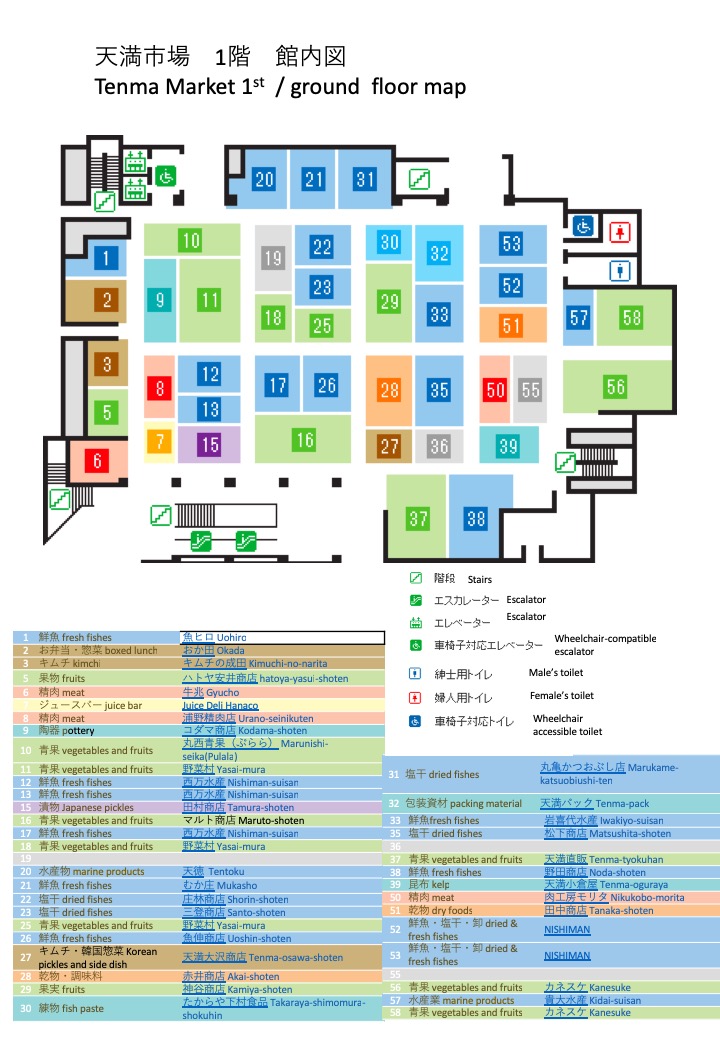 天満市場　1階　館内図
Tenma Market 1st / ground floor map
20 21 31
10 19 22 30 32 53
1
9 11 23 52
2 18 25 29 33 51 57 58
3 8 12 17 26 28 35 50 55 56
5 13
7 15 16 27 36 39
6
37 38
階段 Stairs
エスカレーター Escalator
エレベーター Escalator
車椅子対応エレベーター Wheelchair-compatible
escalator
紳士用トイレ Male's toilet
婦人用トイレ Female's toilet
車椅子対応トイレ Wheelchair
accessible toilet
1 鮮魚 fresh fishes 魚ヒロ Uohiro
2 お弁当・惣菜 boxed lunch おか田 Okada
3 キムチ kimchi キムチの成田 Kimuchi-no-narita
5 果物 fruits ハトヤ安井商店 hatoya-yasui-shoten
6 精肉 meat 牛兆 Gyucho
7 ジュースバー juice bar Juice Deli Hanaco
8 精肉 meat 浦野精肉店 Urano-seinikuten
9 陶器 pottery コダマ商店 Kodama-shoten
10 青果 vegetables and fruits 丸西青果（ぷらら） Marunishi-
seika(Pulala)
11 青果 vegetables and fruits 野菜村 Yasai-mura
12 鮮魚 fresh fishes 西万水産 Nishiman-suisan
13 鮮魚 fresh fishes 西万水産 Nishiman-suisan
15 漬物 Japanese pickles 田村商店 Tamura-shoten
16 青果 vegetables and fruits マルト商店 Maruto-shoten
17 鮮魚 fresh fishes 西万水産 Nishiman-suisan
18 青果 vegetables and fruits 野菜村 Yasai-mura
19
20 水産物 marine products 天徳 Tentoku
21 鮮魚 fresh fishes むか庄 Mukasho
22 塩干 dried fishes 庄林商店 Shorin-shoten
23 塩干 dried fishes 三登商店 Santo-shoten
25 青果 vegetables and fruits 野菜村 Yasai-mura
26 鮮魚 fresh fishes 魚伸商店 Uoshin-shoten
27 キムチ・韓国惣菜 Korean
pickles and side dish 天満大沢商店 Tenma-osawa-shoten
28 乾物・調味料 赤井商店 Akai-shoten
29 果実 fruits 神谷商店 Kamiya-shoten
30 練物 fish paste たからや下村食品 Takaraya-shimomura-
shokuhin
31 塩干 dried fishes 丸亀かつおぶし店 Marukame-
katsuobiushi-ten
32 包装資材 packing material 天満パック Tenma-pack
33 鮮魚fresh fishes 岩喜代水産 Iwakiyo-suisan
35 塩干 dried fishes 松下商店 Matsushita-shoten
36
37 青果 vegetables and fruits 天満直販 Tenma-tyokuhan
38 鮮魚 fresh fishes 野田商店 Noda-shoten
39 昆布 kelp 天満小倉屋 Tenma-oguraya
50 精肉 meat 肉工房モリタ Nikukobo-morita
51 乾物 dry foods 田中商店 Tanaka-shoten
52 鮮魚・塩干・卸 dried &
fresh fishes NISHIMAN
53 鮮魚・塩干・卸 dried &
fresh fishes NISHIMAN
55
56 青果 vegetables and fruits カネスケ Kanesuke
57 水産業 marine products 貴大水産 Kidai-suisan
58 青果 vegetables and fruits カネスケ Kanesuke